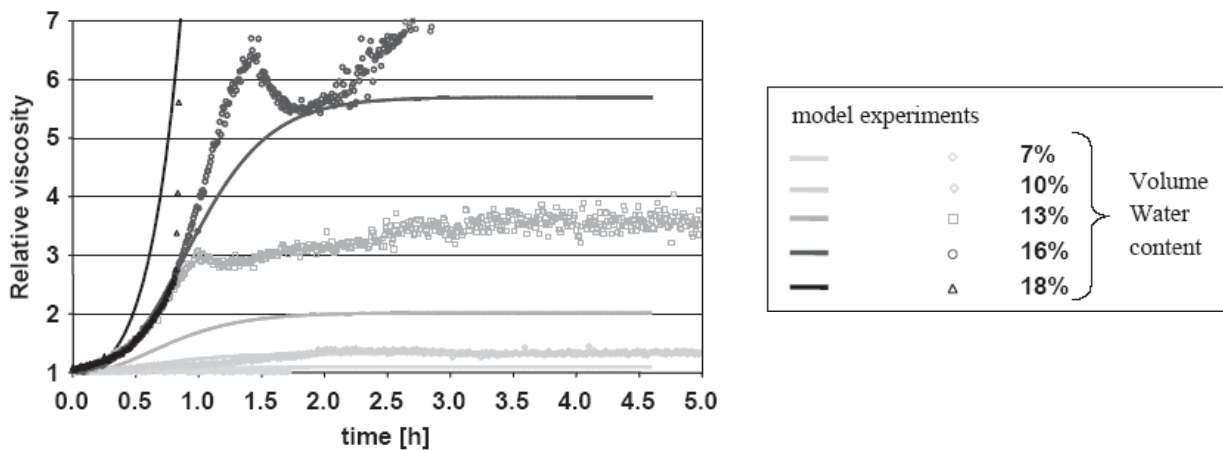 7
6
5
4
3
2
1
Relative viscosity
0.0 0.5 1.0 1.5 2.0 2.5 3.0 3.5 4.0 4.5 5.0
time [h]
model experiments
7%
10%
13%
16%
18%
Volume
Water
content